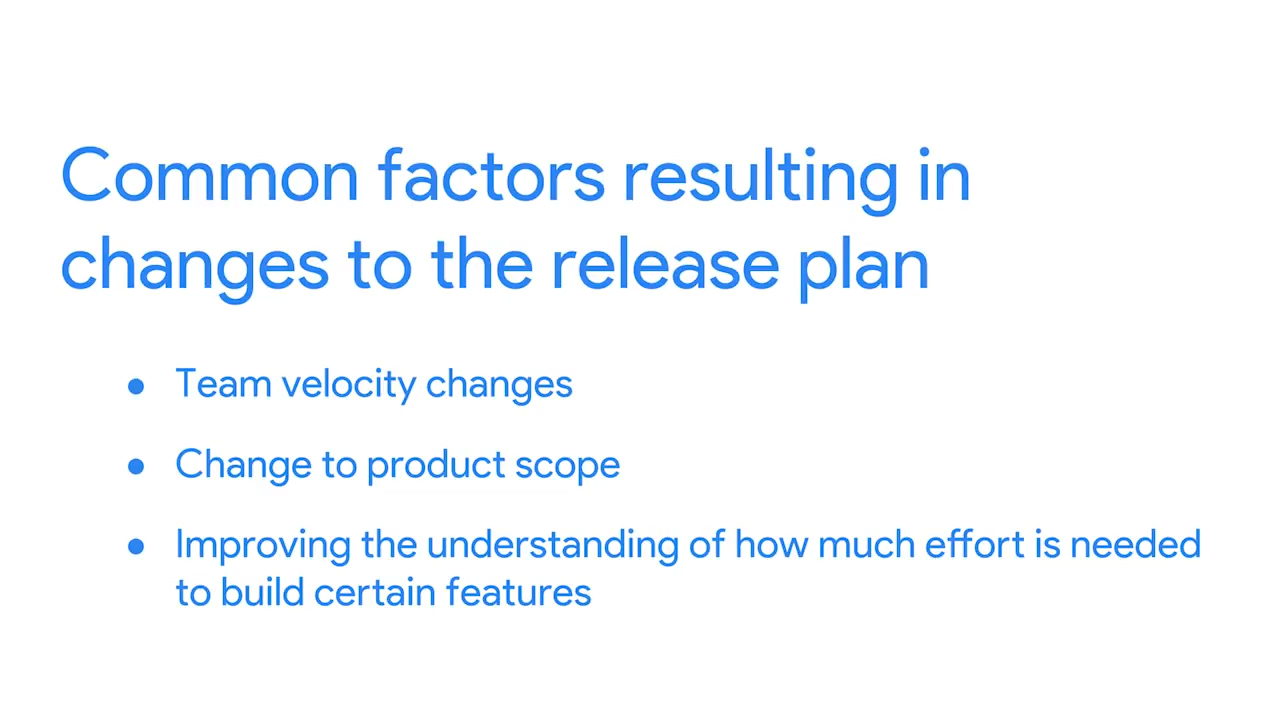 Common factors resulting in
changes to the release plan
● Team velocity changes
● Change to product scope
● Improving the understanding of how much effort is needed
to build certain features